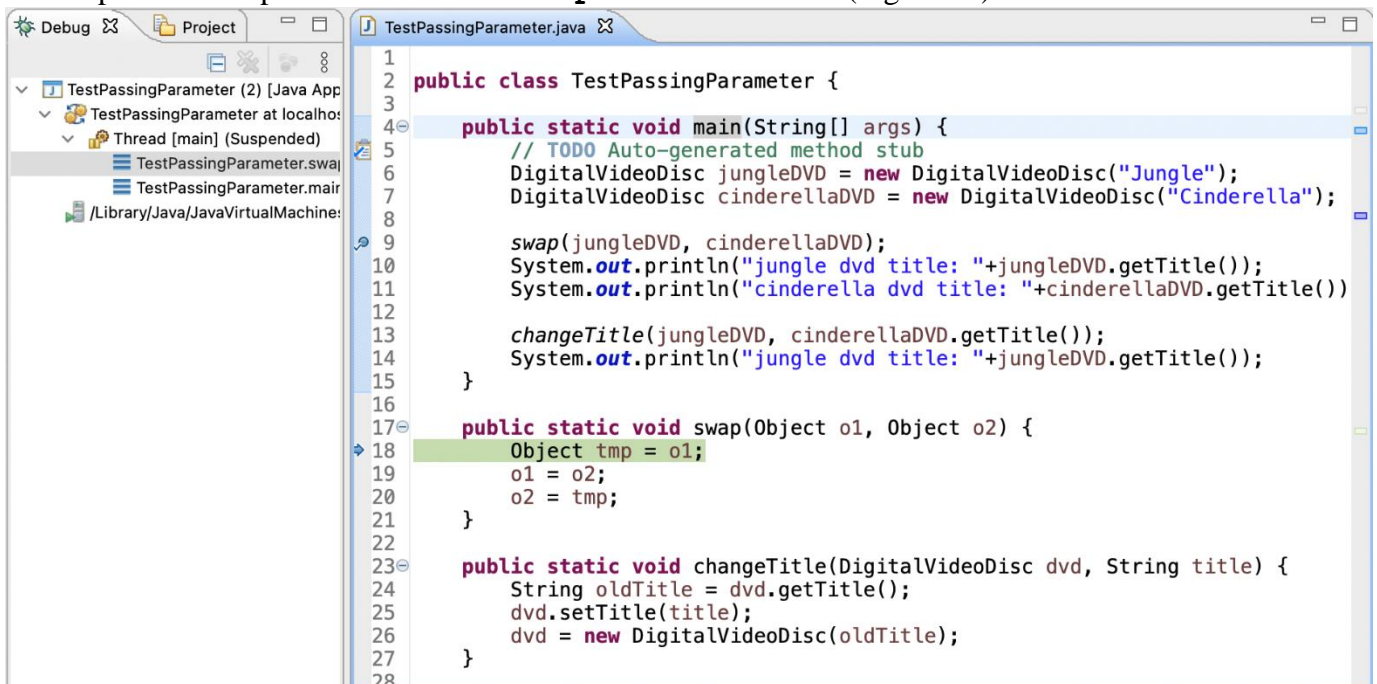 Debug
Project
TestPassingParameter (2) [Java App
TestPassingParameter at localhos
Thread [main] (Suspended)
TestPassingParameter.swap
TestPassingParameter.main
/Library/Java/JavaVirtualMachines
TestPassingParameter.java
1
2 public class TestPassingParameter {
3
4 public static void main(String[] args) {
5 // TODO Auto-generated method stub
6 DigitalVideoDisc jungleDVD = new DigitalVideoDisc("Jungle");
7 DigitalVideoDisc cinderellaDVD = new DigitalVideoDisc("Cinderella");
8
9 swap(jungleDVD, cinderellaDVD);
10 System.out.println("jungle dvd title: "+jungleDVD.getTitle());
11 System.out.println("cinderella dvd title: "+cinderellaDVD.getTitle())
12
13 changeTitle(jungleDVD, cinderellaDVD.getTitle());
14 System.out.println("jungle dvd title: "+jungleDVD.getTitle());
15 }
16
17 public static void swap(Object o1, Object o2) {
18 Object tmp = o1;
19 o1 = o2;
20 o2 = tmp;
21 }
22
23 public static void changeTitle(DigitalVideoDisc dvd, String title) {
24 String oldTitle = dvd.getTitle();
25 dvd.setTitle(title);
26 dvd = new DigitalVideoDisc(oldTitle);
27 }
28